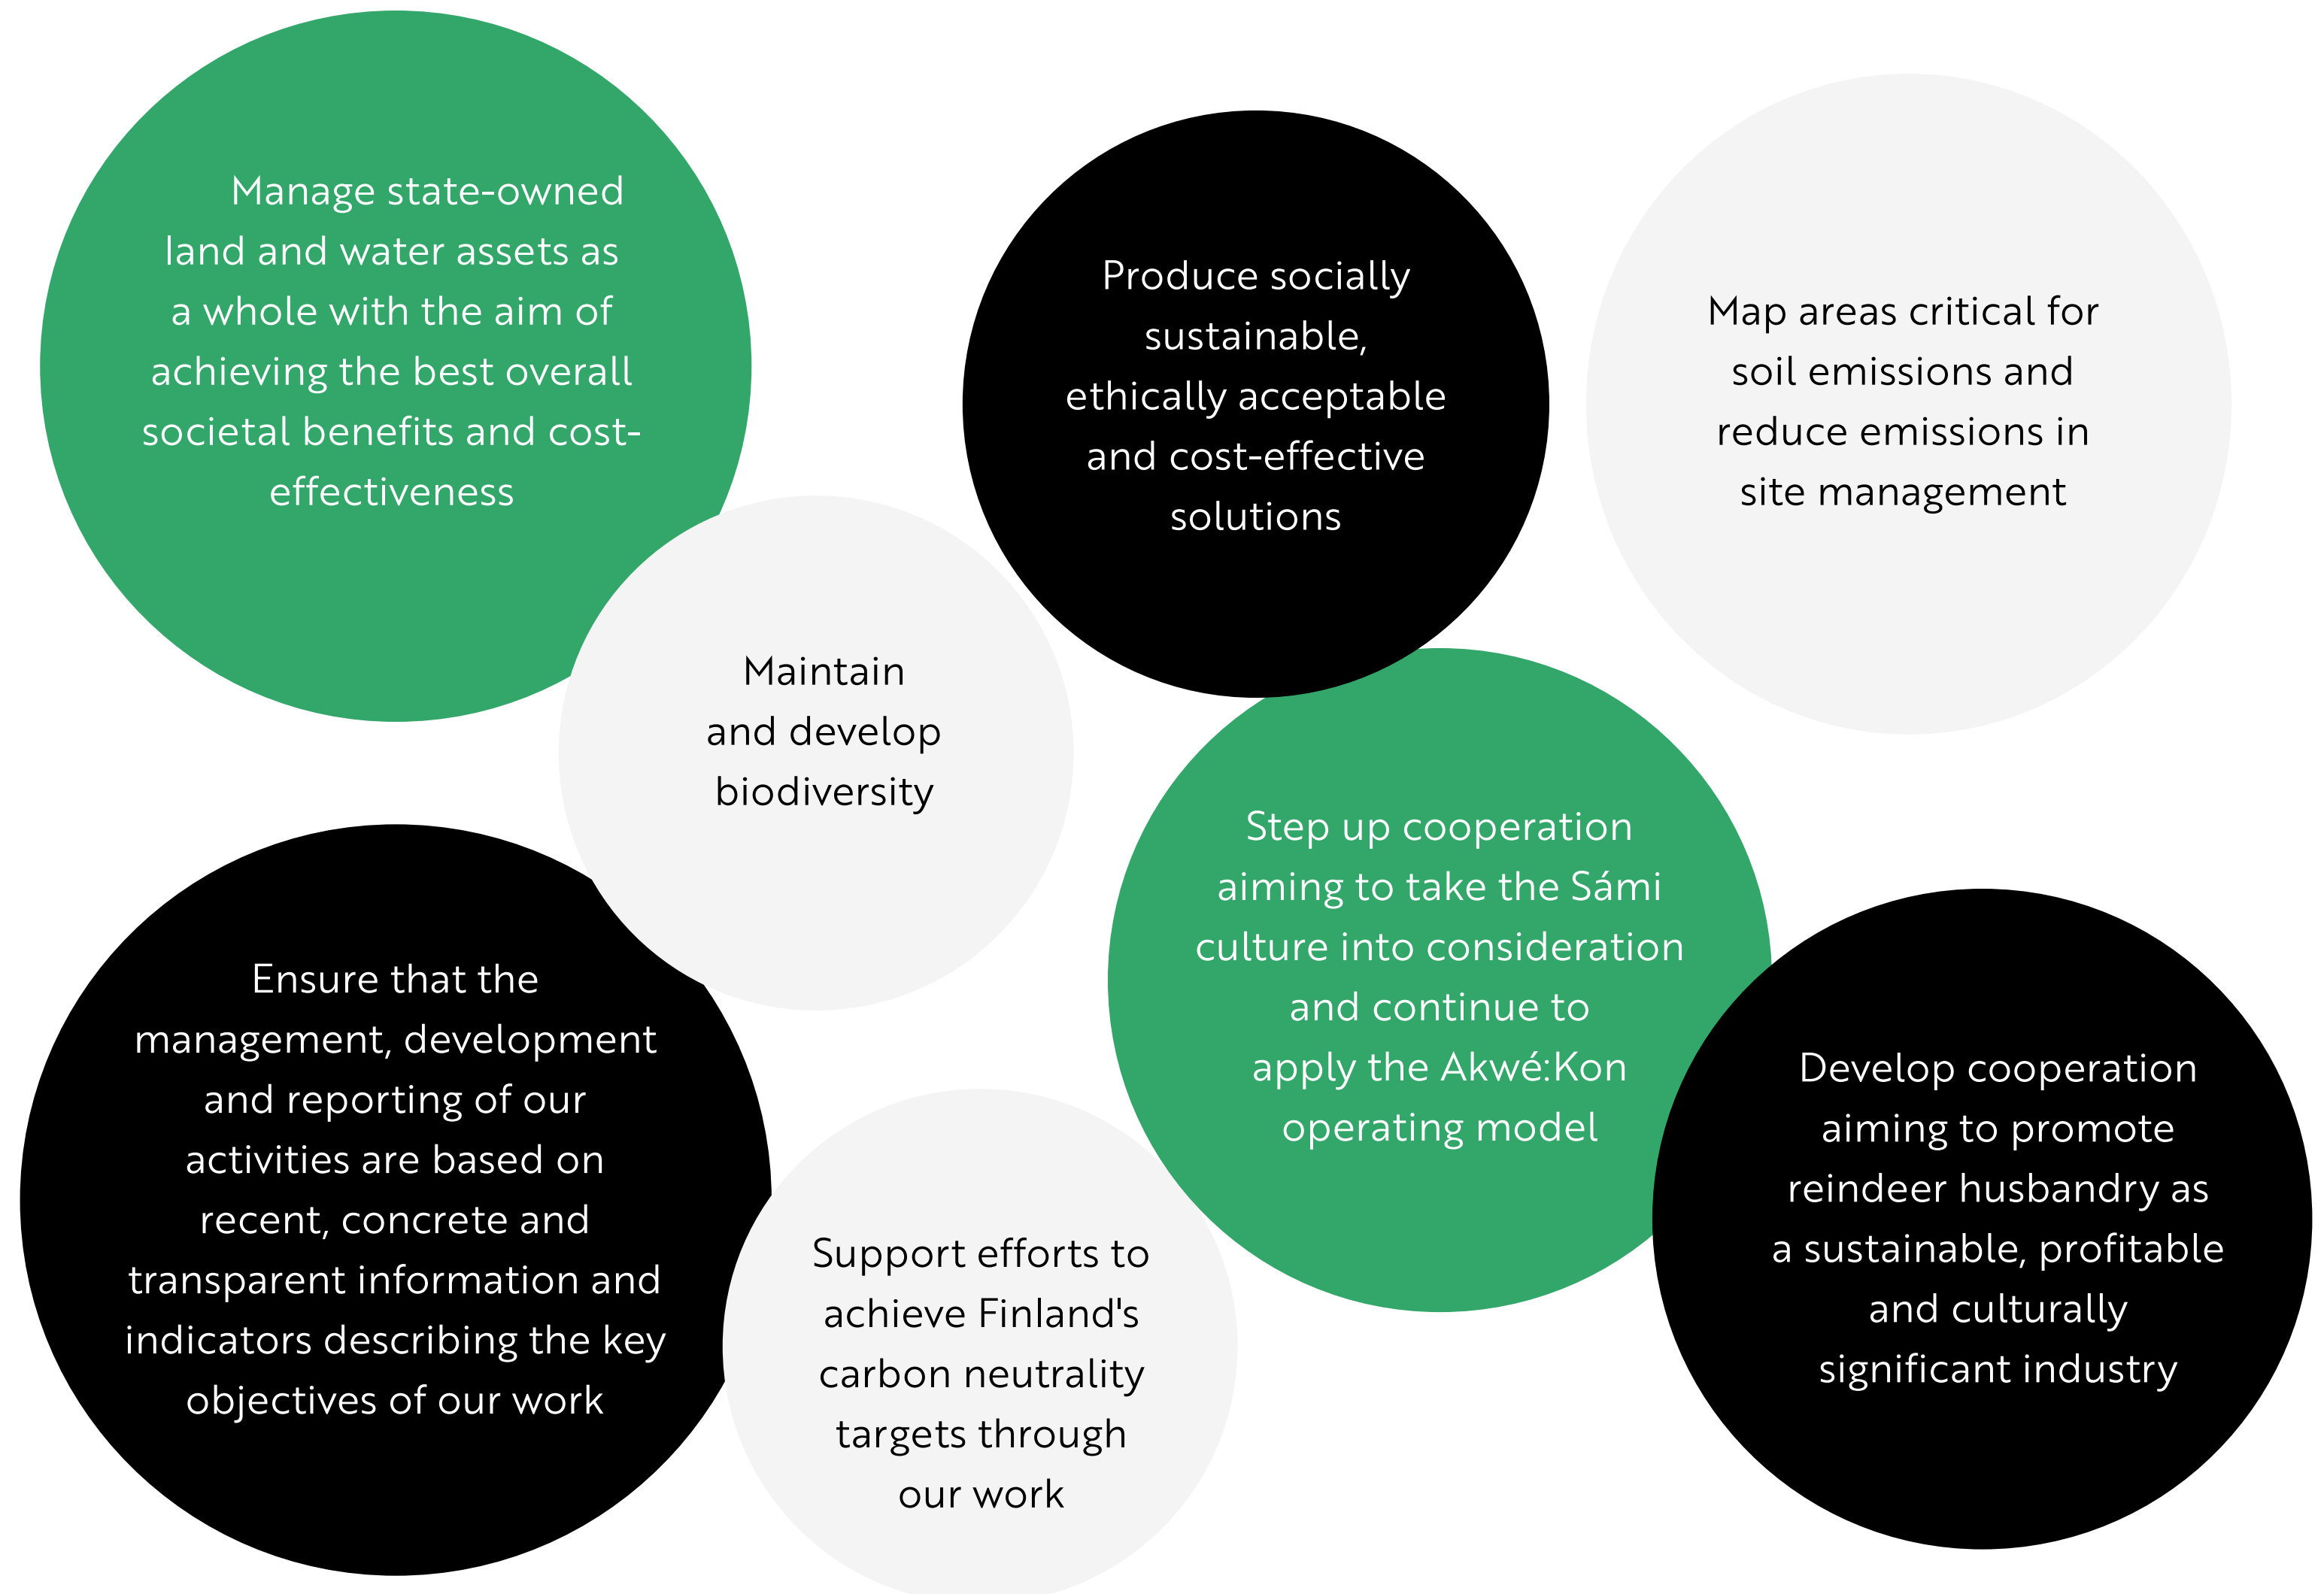 Manage state-owned
land and water assets as
a whole with the aim of
achieving the best overall
societal benefits and cost-
effectiveness
Produce socially
sustainable,
ethically acceptable
and cost-effective
solutions
Map areas critical for
soil emissions and
reduce emissions in
site management
Maintain
and develop
biodiversity
Step up cooperation
aiming to take the Sámi
culture into consideration
and continue to
apply the Akwé:Kon
operating model
Ensure that the
management, development
and reporting of our
activities are based on
recent, concrete and
transparent information and
indicators describing the key
objectives of our work
Support efforts to
achieve Finland's
carbon neutrality
targets through
our work
Develop cooperation
aiming to promote
reindeer husbandry as
a sustainable, profitable
and culturally
significant industry